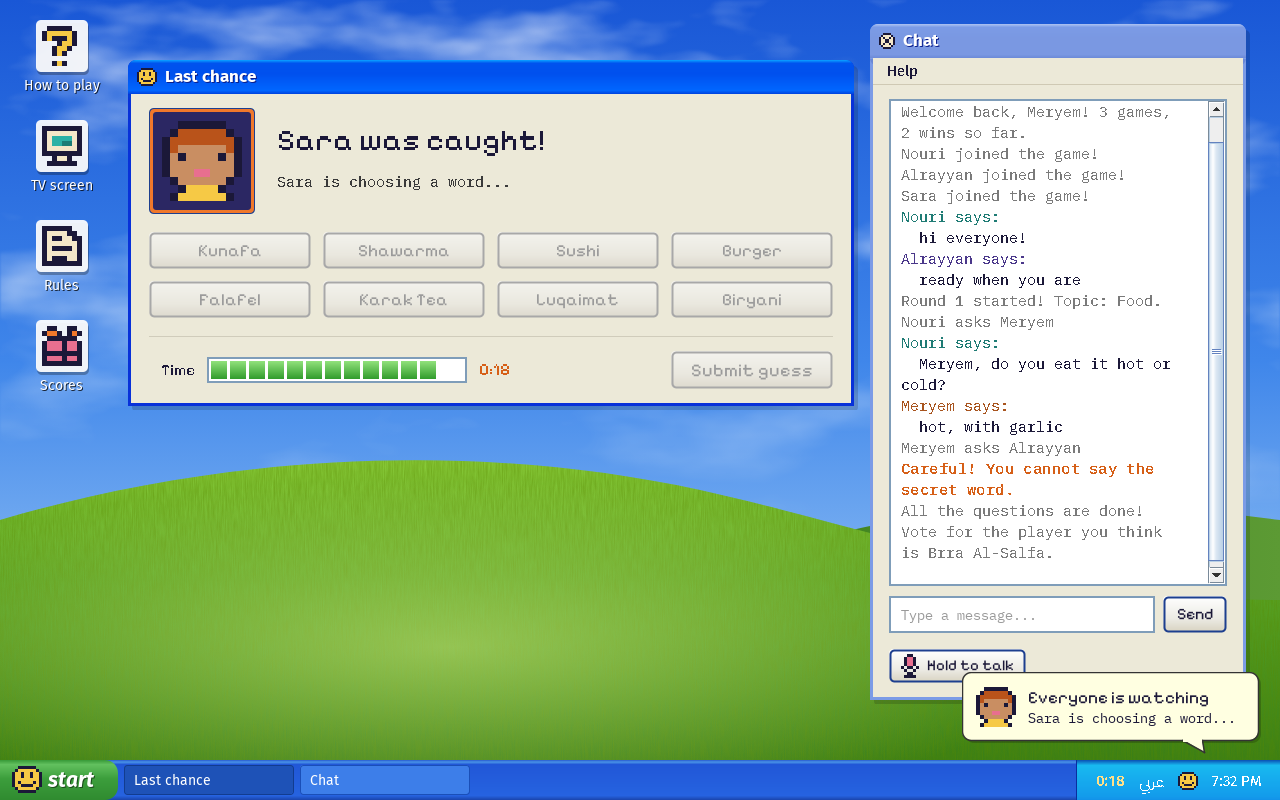 How to play
TV screen
Rules
Scores
Last chance
Sara was caught!
Sara is choosing a word...
Kunafa
Shawarma
Sushi
Burger
Falafel
Karak Tea
Luqaimat
Biryani
Time
0:18
Submit guess
Chat
Help
Welcome back, Meryem! 3 games,
2 wins so far.
Nouri joined the game!
Alrayyan joined the game!
Sara joined the game!
Nouri says:
hi everyone!
Alrayyan says:
ready when you are
Round 1 started! Topic: Food.
Nouri asks Meryem
Nouri says:
Meryem, do you eat it hot or
cold?
Meryem says:
hot, with garlic
Meryem asks Alrayyan
Careful! You cannot say the
secret word.
All the questions are done!
Vote for the player you think
is Brra Al-Salfa.
Type a message...
Send
Hold to talk
Everyone is watching
Sara is choosing a word...
start
Last chance
Chat
0:18
عربي
7:32 PM